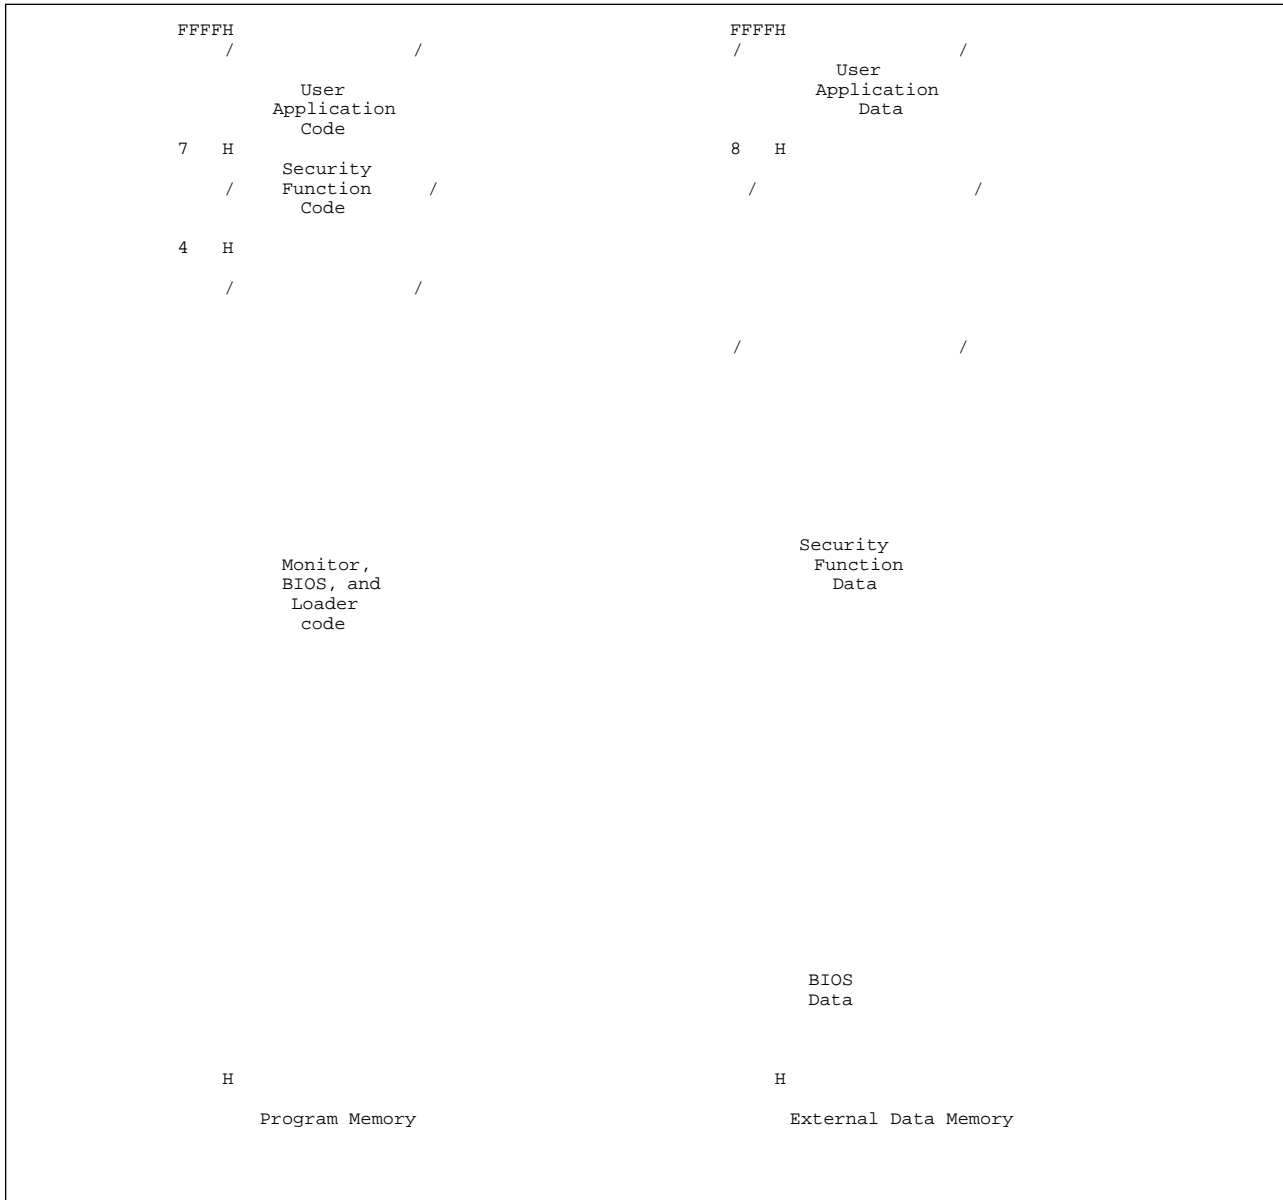 FFFFH FFFFH
/ / / /
User
User Application
Application Data
Code
7 H 8 H
Security
/ Function / / /
Code
4 H
/ /
/ /
Security
Monitor, Function
BIOS, and Data
Loader
code
BIOS
Data
H H
Program Memory External Data Memory